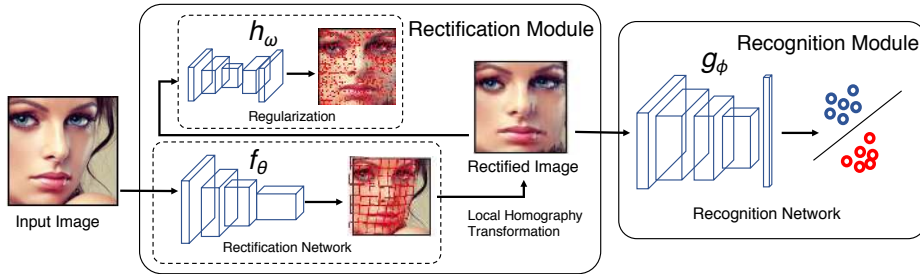 Rectification Module
h_ω
Regularization
Recognition Module
g_ϕ
Input Image
Rectified Image
f_θ
Rectification Network
Local Homography
Transformation
Recognition Network